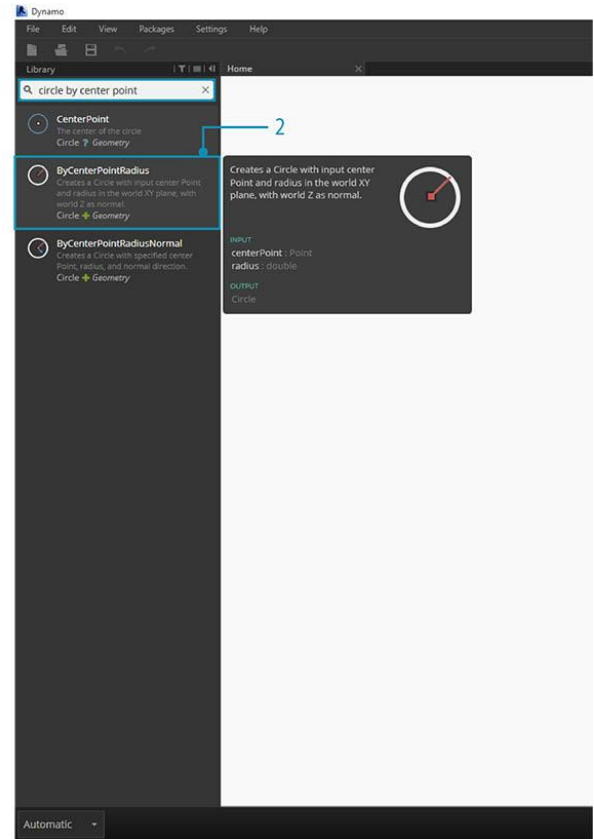 Dynamo
File Edit View Packages Settings Help
Library
Home
circle by center point
CenterPoint
The center of the circle
Circle ? Geometry
2
ByCenterPointRadius
Creates a Circle with input center Point
and radius in the world XY plane, with
world Z as normal.
Circle + Geometry
Creates a Circle with input center
Point and radius in the world XY
plane, with world Z as normal.
INPUT
centerPoint : Point
radius : double
OUTPUT
Circle
ByCenterPointRadiusNormal
Creates a Circle with specified center
Point, radius, and normal direction.
Circle + Geometry
Automatic